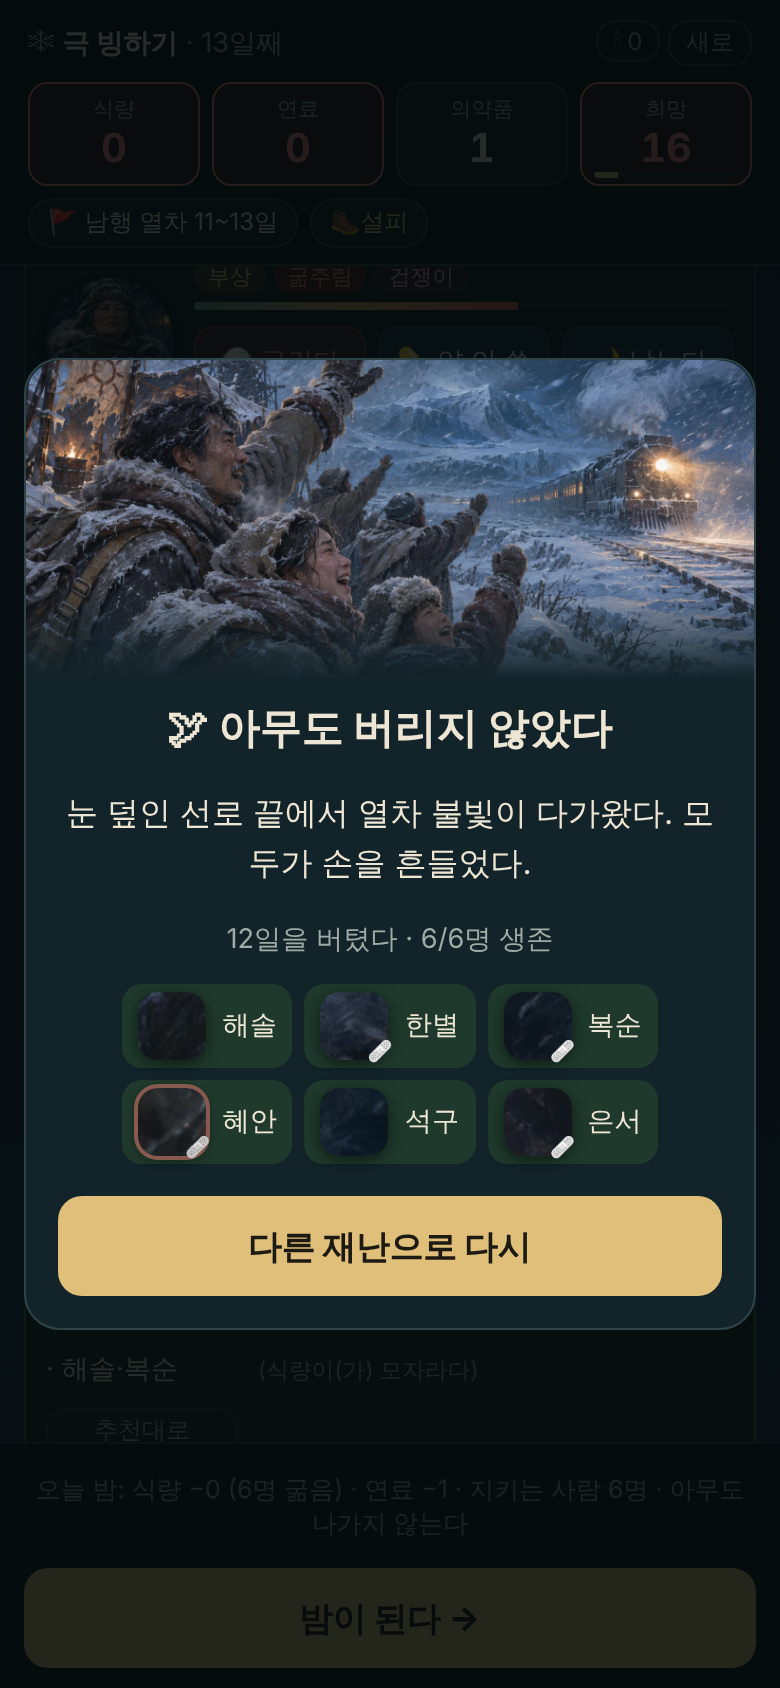 극 빙하기 · 13일째
0
새로
식량
연료
의약품
희망
0
0
1
16
남행 열차 11~13일
설피
부상
굶주림
겁쟁이
아무도 버리지 않았다
눈 덮인 선로 끝에서 열차 불빛이 다가왔다. 모
두가 손을 흔들었다.
12일을 버텼다 · 6/6명 생존
해솔
한별
복순
혜안
석구
은서
다른 재난으로 다시
· 해솔·복순
(식량이(가) 모자라다)
추천대로
오늘 밤: 식량 −0 (6명 굶음) · 연료 −1 · 지키는 사람 6명 · 아무도
나가지 않는다
밤이 된다 →